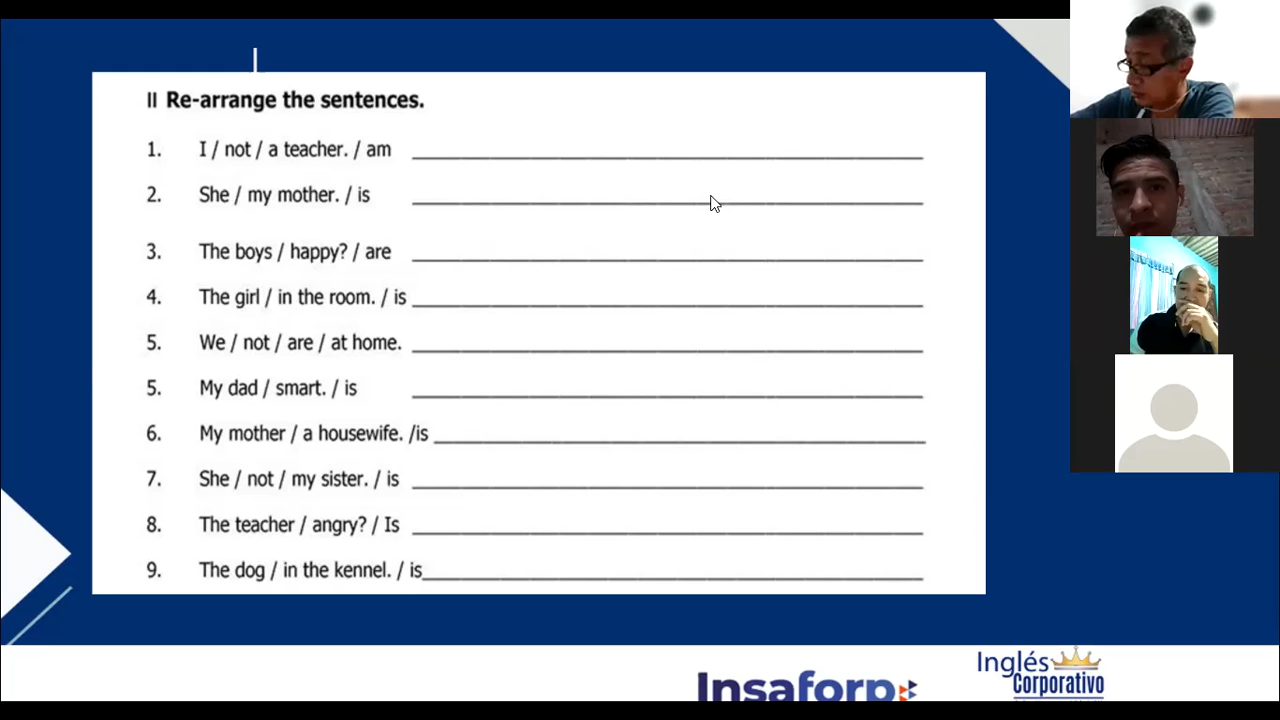 II Re-arrange the sentences.
1. I / not / a teacher. / am
2. She / my mother. / is
3. The boys / happy? / are
4. The girl / in the room. / is
5. We / not / are / at home.
5. My dad / smart. / is
6. My mother / a housewife. /is
7. She / not / my sister. / is
8. The teacher / angry? / Is
9. The dog / in the kennel. / is
Insaforp
Inglés
Corporativo